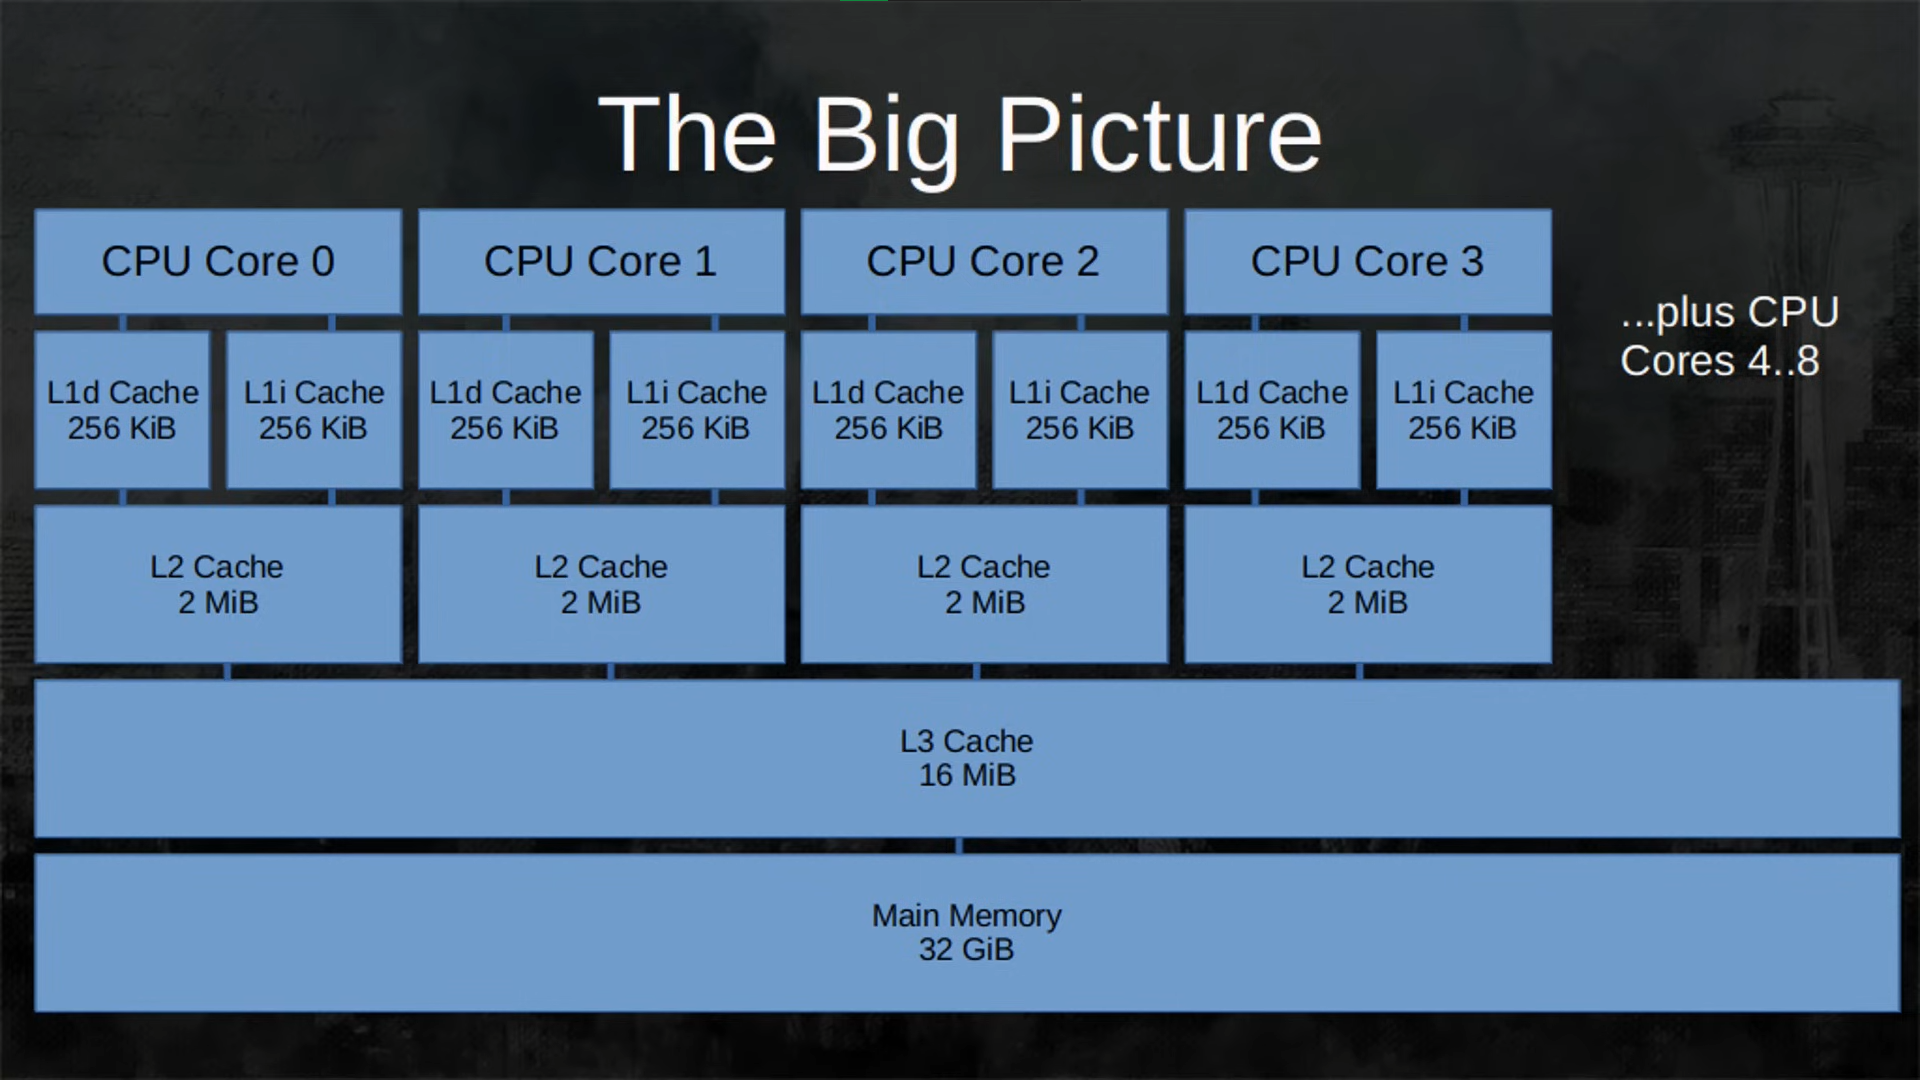 The Big Picture
CPU Core 0
CPU Core 1
CPU Core 2
CPU Core 3
...plus CPU
Cores 4..8
L1d Cache
256 KiB
L1i Cache
256 KiB
L1d Cache
256 KiB
L1i Cache
256 KiB
L1d Cache
256 KiB
L1i Cache
256 KiB
L1d Cache
256 KiB
L1i Cache
256 KiB
L2 Cache
2 MiB
L2 Cache
2 MiB
L2 Cache
2 MiB
L2 Cache
2 MiB
L3 Cache
16 MiB
Main Memory
32 GiB